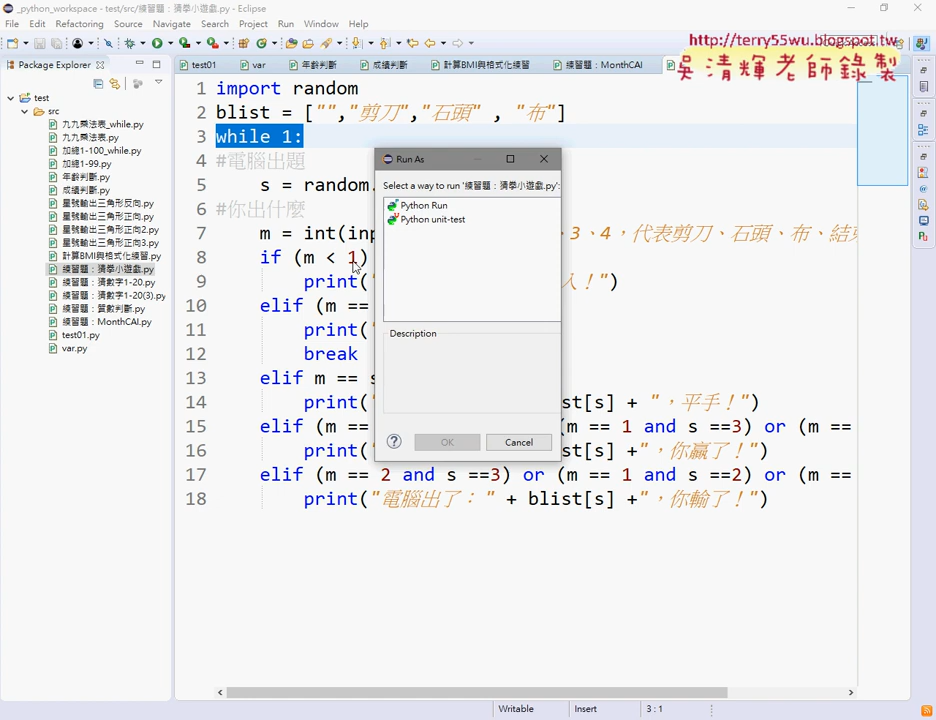 _python_workspace - test/src/練習題：猜拳小遊戲.py - Eclipse
File Edit Refactoring Source Navigate Search Project Run Window Help
http://terry55wu.blogspot.tw
吳清輝老師錄製
Package Explorer
test01 var 年齡判斷 成績判斷 計算BMI與格式化練習 練習題：MonthCAI
test
src
九九乘法表_while.py
九九乘法表.py
加總1-100_while.py
加總1-99.py
年齡判斷.py
成績判斷.py
星號輸出三角形反向.py
星號輸出三角形正向.py
星號輸出三角形正向2.py
星號輸出三角形正向3.py
計算BMI與格式化練習.py
練習題：猜拳小遊戲.py
練習題：猜數字1-20.py
練習題：猜數字1-20(3).py
練習題：質數判斷.py
練習題：MonthCAI.py
test01.py
var.py
1 import random
2 blist = ["","剪刀","石頭" , "布"]
3 while 1:
4 #電腦出題
5 s = random.
6 #你出什麼
7 m = int(inp 、3、4，代表剪刀、石頭、布、結束
8 if (m < 1)
9 print(" 人！")
10 elif (m ==
11 print("
12 break
13 elif m == s
14 print(" st[s] + "，平手！")
15 elif (m == (m == 1 and s ==3) or (m ==
16 print(" st[s] +"，你贏了！")
17 elif (m == 2 and s ==3) or (m == 1 and s ==2) or (m ==
18 print("電腦出了：" + blist[s] +"，你輸了！")
Run As
Select a way to run '練習題：猜拳小遊戲.py':
Python Run
Python unit-test
Description
OK Cancel
Writable Insert 3 : 1